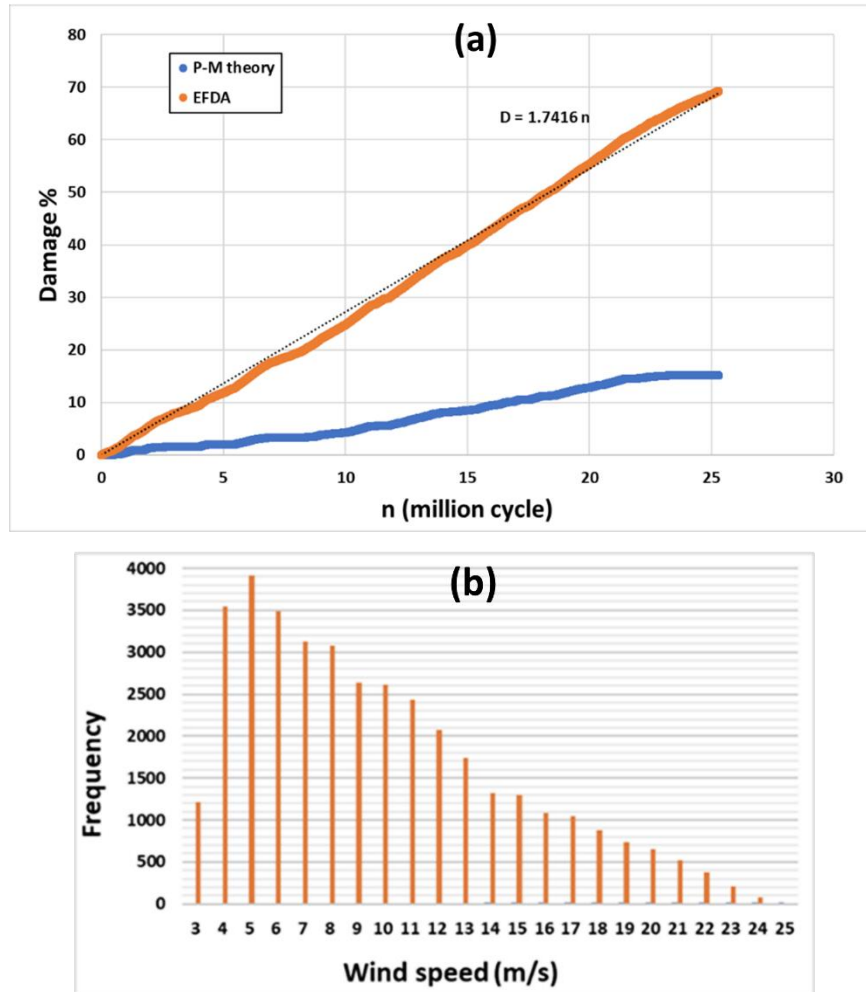 (a)
80
70
60
50
40
30
20
10
0
Damage %
P-M theory
EFDA
D = 1.7416 n
0 5 10 15 20 25 30
n (million cycle)
(b)
4000
3500
3000
2500
2000
1500
1000
500
0
Frequency
3 4 5 6 7 8 9 10 11 12 13 14 15 16 17 18 19 20 21 22 23 24 25
Wind speed (m/s)